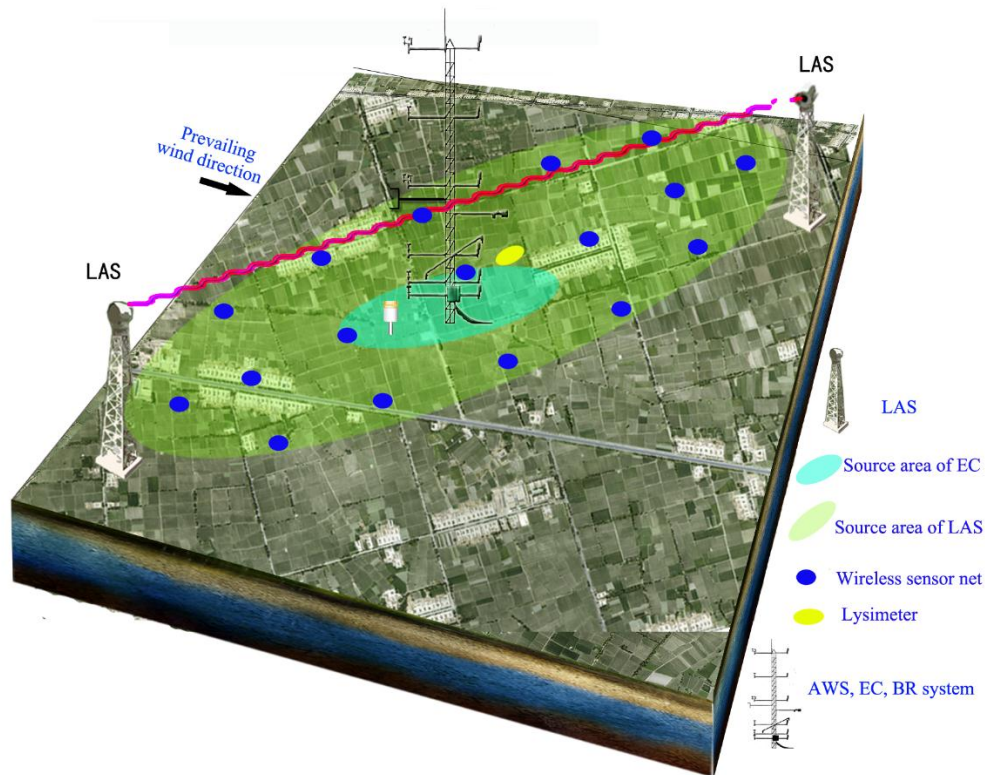 LAS
Prevailing
wind direction
LAS
LAS
Source area of EC
Source area of LAS
Wireless sensor net
Lysimeter
AWS, EC, BR system